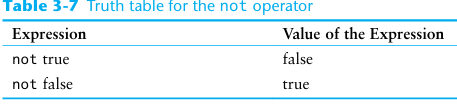 Table 3-7 Truth table for the not operator
Expression Value of the Expression
not true false
not false true